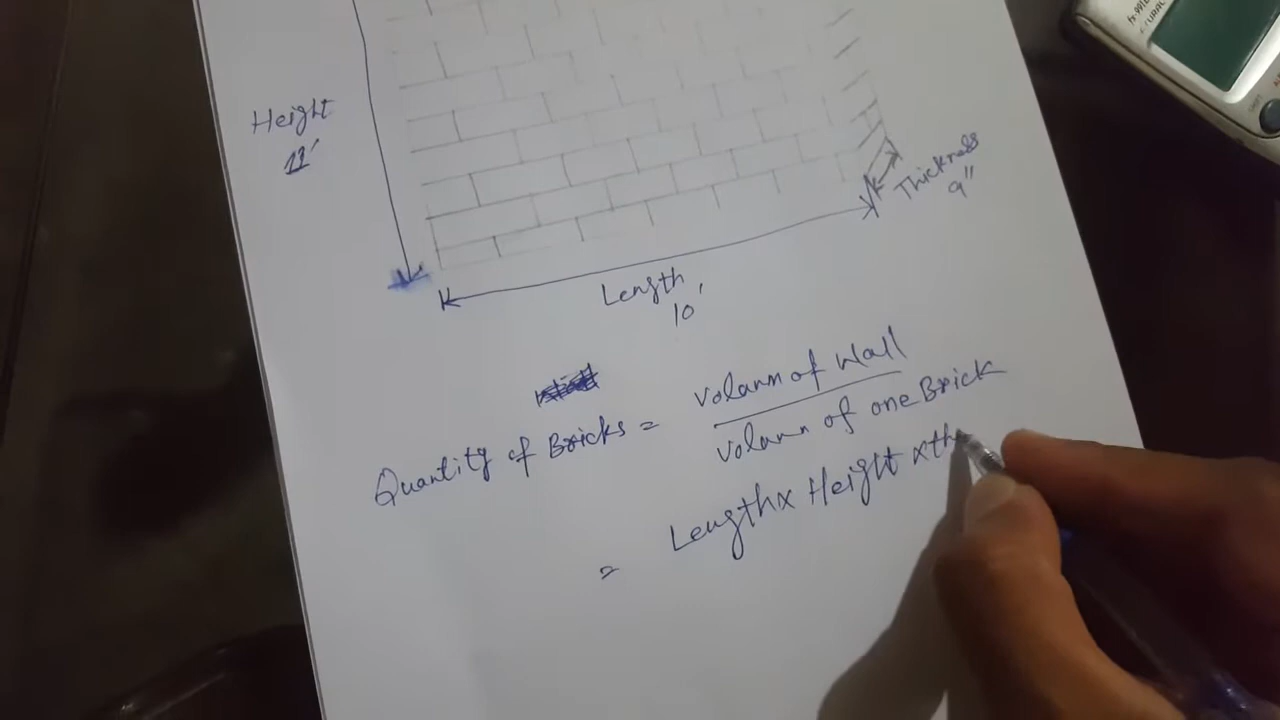 Height
11'
Thickness
9"
Length
10'
Quantity of Bricks = volumn of wall
volumn of one Brick
= Length x Height x th